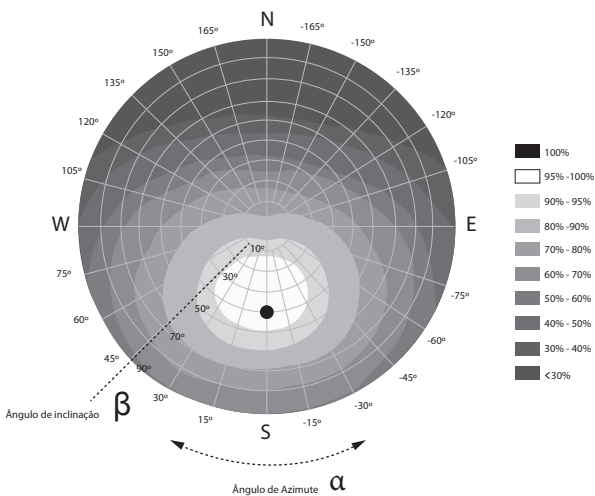 N
165º
-165º
150º
-150º
135º
-135º
120º
-120º
105º
-105º
W
E
75º
-75º
60º
-60º
45º
-45º
30º
-30º
15º
-15º
S
10º
30º
50º
70º
90º
Ângulo de inclinação β
Ângulo de Azimute α
100%
95% -100%
90% - 95%
80% -90%
70% - 80%
60% - 70%
50% - 60%
40% - 50%
30% - 40%
<30%